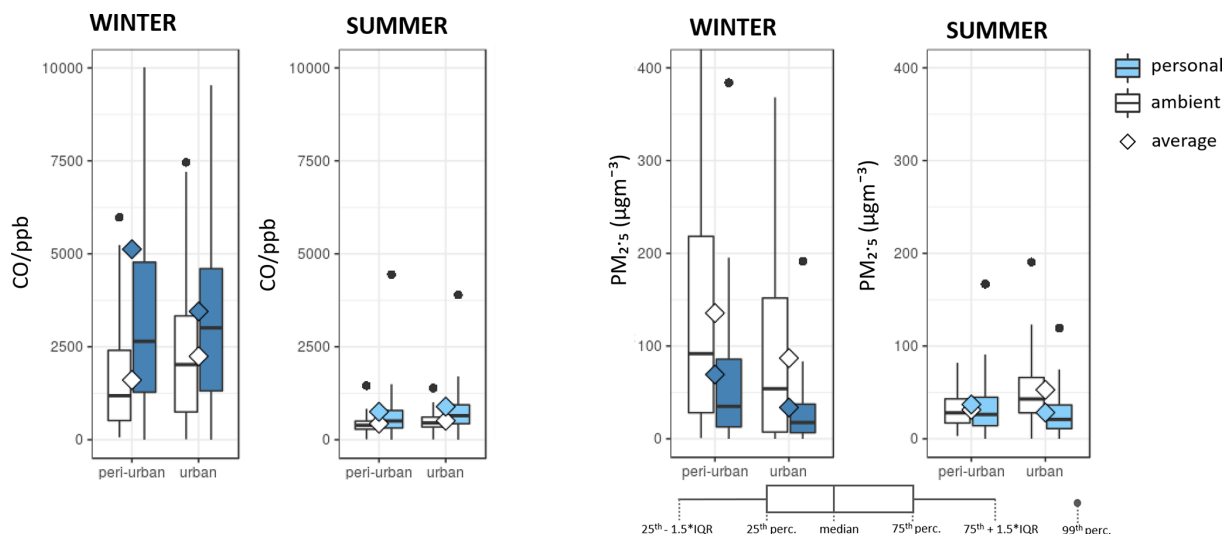 WINTER
SUMMER
CO/ppb
10000
7500
5000
2500
0
peri-urban
urban
CO/ppb
10000
7500
5000
2500
0
peri-urban
urban
WINTER
SUMMER
PM₂.₅ (µgm⁻³)
400
300
200
100
0
peri-urban
urban
PM₂.₅ (µgm⁻³)
400
300
200
100
0
peri-urban
urban
personal
ambient
average
25ᵗʰ - 1.5*IQR
25ᵗʰ perc.
median
75ᵗʰ perc.
75ᵗʰ + 1.5*IQR
99ᵗʰ perc.